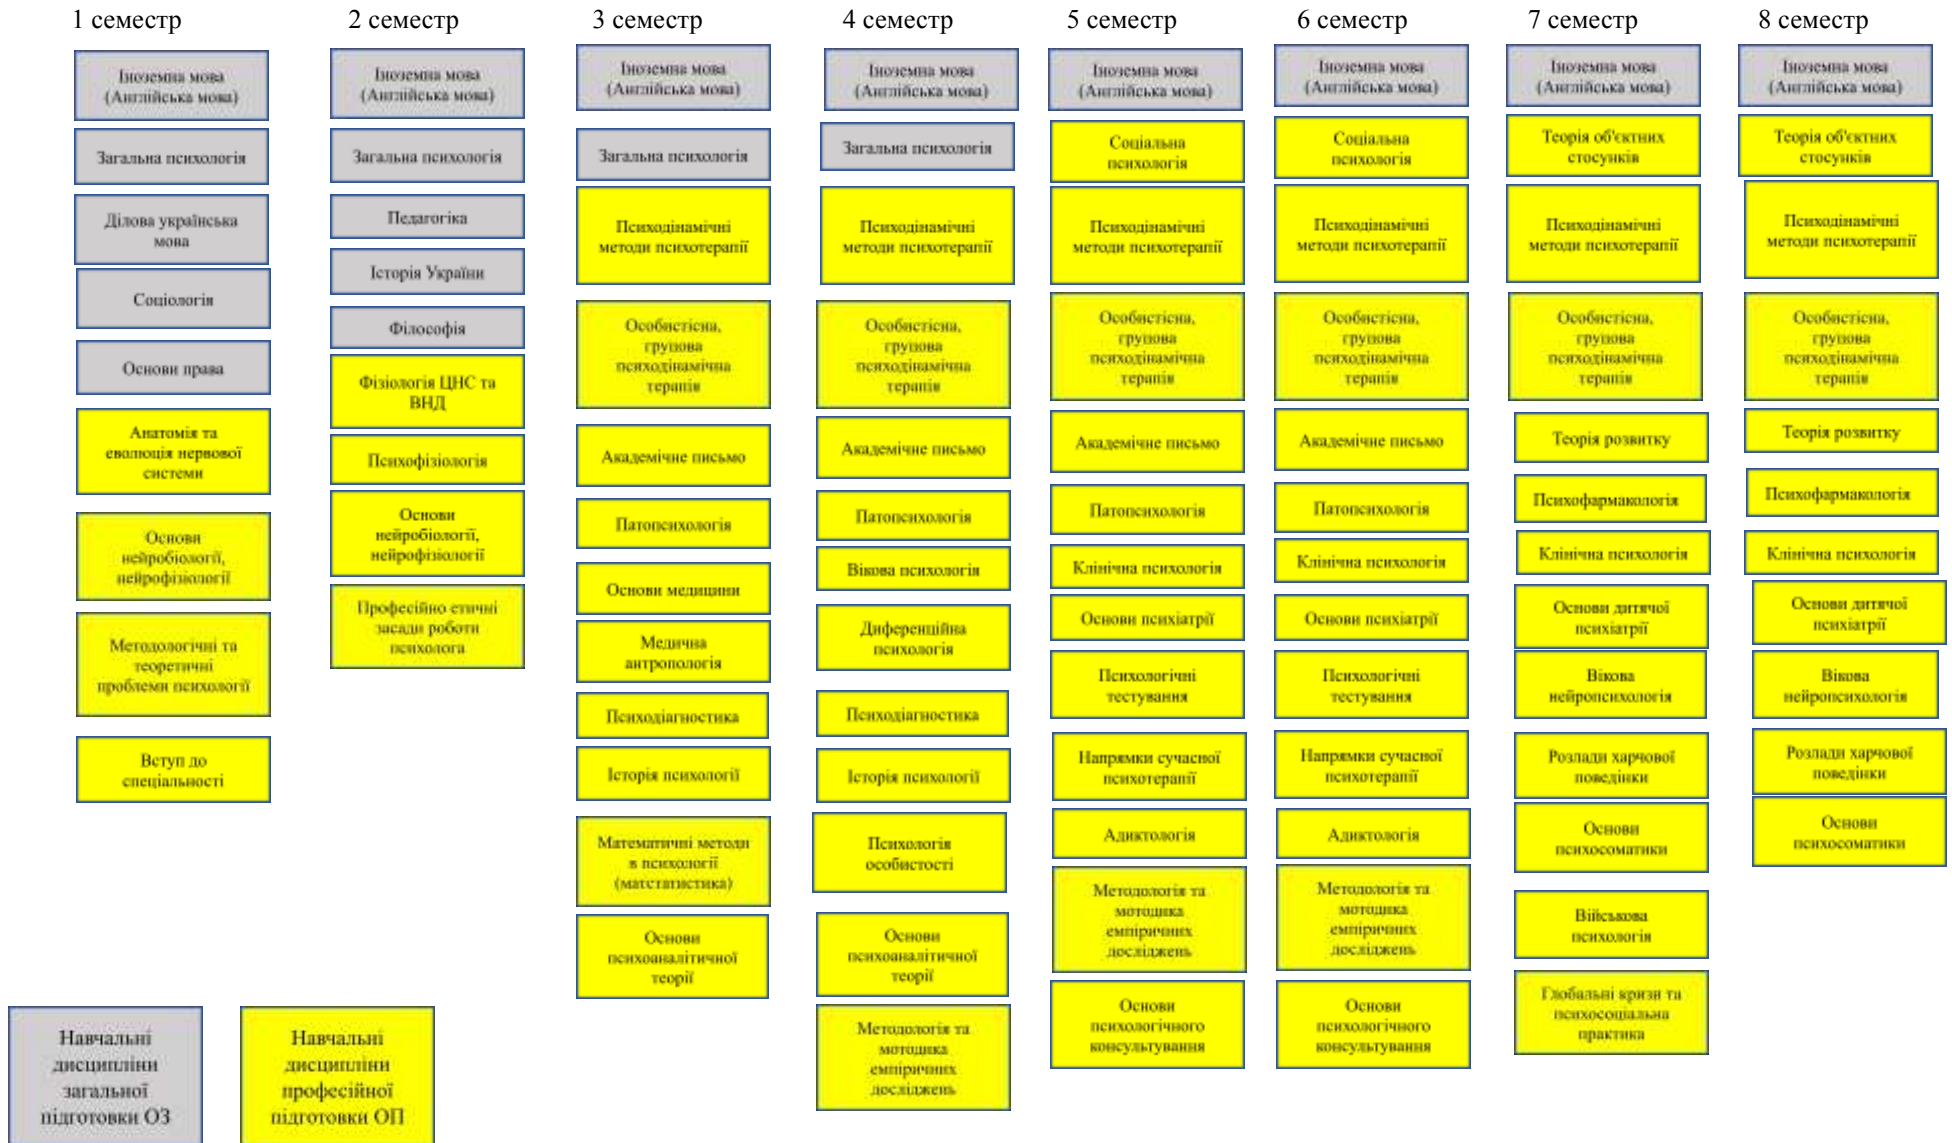 1 семестр
Іноземна мова
(Англійська мова)
Загальна психологія
Ділова українська
мова
Соціологія
Основи права
Анатомія та
еволюція нервової
системи
Основи
нейробіології,
нейрофізіології
Методологічні та
теоретичні
проблеми психології
Вступ до
спеціальності
2 семестр
Іноземна мова
(Англійська мова)
Загальна психологія
Педагогіка
Історія України
Філософія
Фізіологія ЦНС та
ВНД
Психофізіологія
Основи
нейробіології,
нейрофізіології
Професійно етичні
засади роботи
психолога
3 семестр
Іноземна мова
(Англійська мова)
Загальна психологія
Психодінамічні
методи психотерапії
Особистісна,
групова
психодінамічна
терапія
Академічне письмо
Патопсихологія
Основи медицини
Медична
антропологія
Психодіагностика
Історія психології
Математичні методи
в психології
(матстатистика)
Основи
психоаналітичної
теорії
4 семестр
Іноземна мова
(Англійська мова)
Загальна психологія
Психодінамічні
методи психотерапії
Особистісна,
групова
психодінамічна
терапія
Академічне письмо
Патопсихологія
Вікова психологія
Диференційна
психологія
Психодіагностика
Історія психології
Психологія
особистості
Основи
психоаналітичної
теорії
Методологія та
мотодика
емпіричних
досліджень
5 семестр
Іноземна мова
(Англійська мова)
Соціальна
психологія
Психодінамічні
методи психотерапії
Особистісна,
групова
психодінамічна
терапія
Академічне письмо
Патопсихологія
Клінічна психологія
Основи психіатрії
Психологічні
тестування
Напрямки сучасної
психотерапії
Адиктологія
Методологія та
мотодика
емпіричних
досліджень
Основи
психологічного
консультування
6 семестр
Іноземна мова
(Англійська мова)
Соціальна
психологія
Психодінамічні
методи психотерапії
Особистісна,
групова
психодінамічна
терапія
Академічне письмо
Патопсихологія
Клінічна психологія
Основи психіатрії
Психологічні
тестування
Напрямки сучасної
психотерапії
Адиктологія
Методологія та
мотодика
емпіричних
досліджень
Основи
психологічного
консультування
7 семестр
Іноземна мова
(Англійська мова)
Теорія об'єктних
стосунків
Психодінамічні
методи психотерапії
Особистісна,
групова
психодінамічна
терапія
Теорія розвитку
Психофармакологія
Клінічна психологія
Основи дитячої
психіатрії
Вікова
нейропсихологія
Розлади харчової
поведінки
Основи
психосоматики
Військова
психологія
Глобальні кризи та
психосоціальна
практика
8 семестр
Іноземна мова
(Англійська мова)
Теорія об'єктних
стосунків
Психодінамічні
методи психотерапії
Особистісна,
групова
психодінамічна
терапія
Теорія розвитку
Психофармакологія
Клінічна психологія
Основи дитячої
психіатрії
Вікова
нейропсихологія
Розлади харчової
поведінки
Основи
психосоматики
Навчальні
дисципліни
загальної
підготовки ОЗ
Навчальні
дисципліни
професійної
підготовки ОП